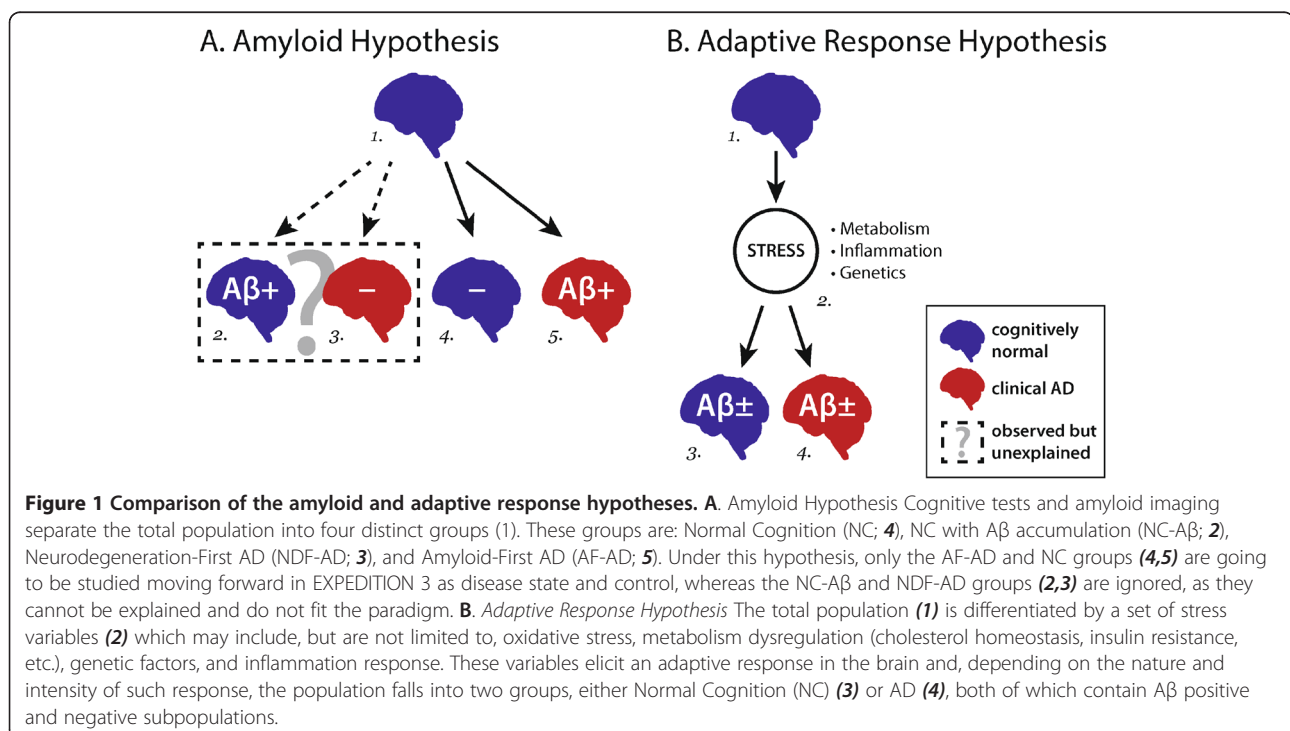 A. Amyloid Hypothesis
1.
Aβ+
2.
?
–
3.
–
4.
Aβ+
5.
B. Adaptive Response Hypothesis
1.
STRESS
• Metabolism
• Inflammation
• Genetics
2.
Aβ±
3.
Aβ±
4.
cognitively
normal
clinical AD
?
observed but
unexplained
Figure 1 Comparison of the amyloid and adaptive response hypotheses. A. Amyloid Hypothesis Cognitive tests and amyloid imaging
separate the total population into four distinct groups (1). These groups are: Normal Cognition (NC; 4), NC with Aβ accumulation (NC-Aβ; 2),
Neurodegeneration-First AD (NDF-AD; 3), and Amyloid-First AD (AF-AD; 5). Under this hypothesis, only the AF-AD and NC groups (4,5) are going
to be studied moving forward in EXPEDITION 3 as disease state and control, whereas the NC-Aβ and NDF-AD groups (2,3) are ignored, as they
cannot be explained and do not fit the paradigm. B. Adaptive Response Hypothesis The total population (1) is differentiated by a set of stress
variables (2) which may include, but are not limited to, oxidative stress, metabolism dysregulation (cholesterol homeostasis, insulin resistance,
etc.), genetic factors, and inflammation response. These variables elicit an adaptive response in the brain and, depending on the nature and
intensity of such response, the population falls into two groups, either Normal Cognition (NC) (3) or AD (4), both of which contain Aβ positive
and negative subpopulations.